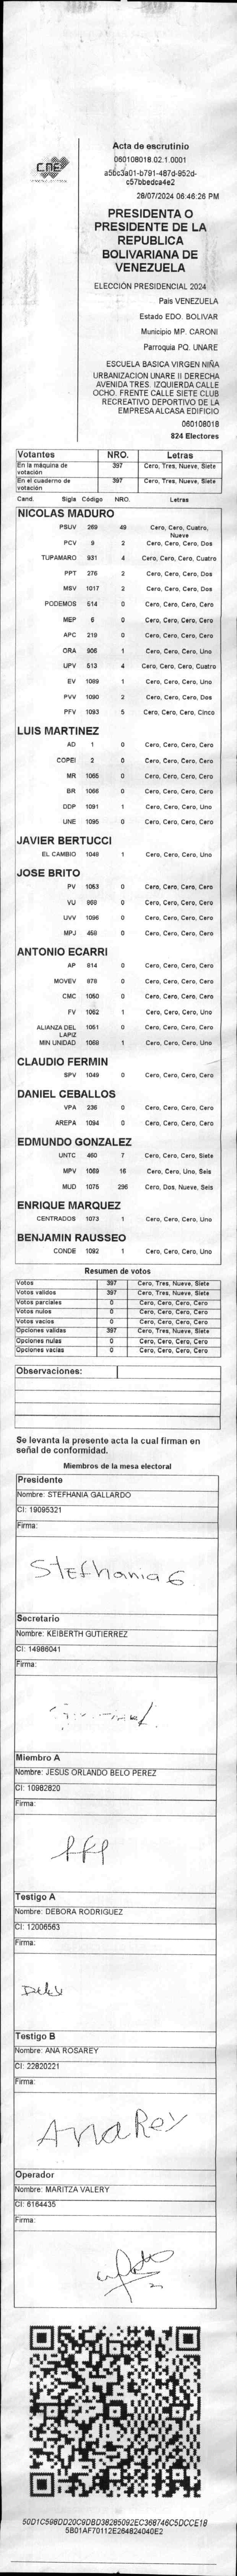 CNE
Acta de escrutinio
060108018.02.1.0001
a5bc3a01-b791-487d-952d-
c57bbedca4e2
28/07/2024 06:46:26 PM
PRESIDENTA O
PRESIDENTE DE LA
REPUBLICA
BOLIVARIANA DE
VENEZUELA
ELECCIÓN PRESIDENCIAL 2024
Pais VENEZUELA
Estado EDO. BOLIVAR
Municipio MP. CARONI
Parroquia PQ. UNARE
ESCUELA BASICA VIRGEN NIÑA
URBANIZACION UNARE II DERECHA
AVENIDA TRES. IZQUIERDA CALLE
OCHO. FRENTE CALLE SIETE CLUB
RECREATIVO DEPORTIVO DE LA
EMPRESA ALCASA EDIFICIO
060108018
824 Electores
Votantes NRO. Letras
En la máquina de votación 397 Cero, Tres, Nueve, Siete
En el cuaderno de votación 397 Cero, Tres, Nueve, Siete
Cand. Sigla Código NRO. Letras
NICOLAS MADURO
PSUV 269 49 Cero, Cero, Cuatro, Nueve
PCV 9 2 Cero, Cero, Cero, Dos
TUPAMARO 931 4 Cero, Cero, Cero, Cuatro
PPT 276 2 Cero, Cero, Cero, Dos
MSV 1017 2 Cero, Cero, Cero, Dos
PODEMOS 514 0 Cero, Cero, Cero, Cero
MEP 6 0 Cero, Cero, Cero, Cero
APC 219 0 Cero, Cero, Cero, Cero
ORA 906 1 Cero, Cero, Cero, Uno
UPV 513 4 Cero, Cero, Cero, Cuatro
EV 1089 1 Cero, Cero, Cero, Uno
PVV 1090 2 Cero, Cero, Cero, Dos
PFV 1093 5 Cero, Cero, Cero, Cinco
LUIS MARTINEZ
AD 1 0 Cero, Cero, Cero, Cero
COPEI 2 0 Cero, Cero, Cero, Cero
MR 1065 0 Cero, Cero, Cero, Cero
BR 1066 0 Cero, Cero, Cero, Cero
DDP 1091 1 Cero, Cero, Cero, Uno
UNE 1095 0 Cero, Cero, Cero, Cero
JAVIER BERTUCCI
EL CAMBIO 1048 1 Cero, Cero, Cero, Uno
JOSE BRITO
PV 1053 0 Cero, Cero, Cero, Cero
VU 868 0 Cero, Cero, Cero, Cero
UVV 1096 0 Cero, Cero, Cero, Cero
MPJ 458 0 Cero, Cero, Cero, Cero
ANTONIO ECARRI
AP 814 0 Cero, Cero, Cero, Cero
MOVEV 878 0 Cero, Cero, Cero, Cero
CMC 1050 0 Cero, Cero, Cero, Cero
FV 1062 1 Cero, Cero, Cero, Uno
ALIANZA DEL LAPIZ 1051 0 Cero, Cero, Cero, Cero
MIN UNIDAD 1068 1 Cero, Cero, Cero, Uno
CLAUDIO FERMIN
SPV 1049 0 Cero, Cero, Cero, Cero
DANIEL CEBALLOS
VPA 236 0 Cero, Cero, Cero, Cero
AREPA 1094 0 Cero, Cero, Cero, Cero
EDMUNDO GONZALEZ
UNTC 460 7 Cero, Cero, Cero, Siete
MPV 1069 16 Cero, Cero, Uno, Seis
MUD 1075 296 Cero, Dos, Nueve, Seis
ENRIQUE MARQUEZ
CENTRADOS 1073 1 Cero, Cero, Cero, Uno
BENJAMIN RAUSSEO
CONDE 1092 1 Cero, Cero, Cero, Uno
Resumen de votos
Votos 397 Cero, Tres, Nueve, Siete
Votos validos 397 Cero, Tres, Nueve, Siete
Votos parciales 0 Cero, Cero, Cero, Cero
Votos nulos 0 Cero, Cero, Cero, Cero
Votos vacios 0 Cero, Cero, Cero, Cero
Opciones validas 397 Cero, Tres, Nueve, Siete
Opciones nulas 0 Cero, Cero, Cero, Cero
Opciones vacias 0 Cero, Cero, Cero, Cero
Observaciones:
Se levanta la presente acta la cual firman en
señal de conformidad.
Miembros de la mesa electoral
Presidente
Nombre: STEFHANIA GALLARDO
CI: 19095321
Firma:
Stefhania G
Secretario
Nombre: KEIBERTH GUTIERREZ
CI: 14986041
Firma:
Miembro A
Nombre: JESUS ORLANDO BELO PEREZ
CI: 10982820
Firma:
Testigo A
Nombre: DEBORA RODRIGUEZ
CI: 12006563
Firma:
Testigo B
Nombre: ANA ROSAREY
CI: 22820221
Firma:
Ana Rey
Operador
Nombre: MARITZA VALERY
CI: 6164435
Firma:
50D1C598DD20C9DBD38285092EC368746C5DCCE18
5B01AF70112E264824040E2